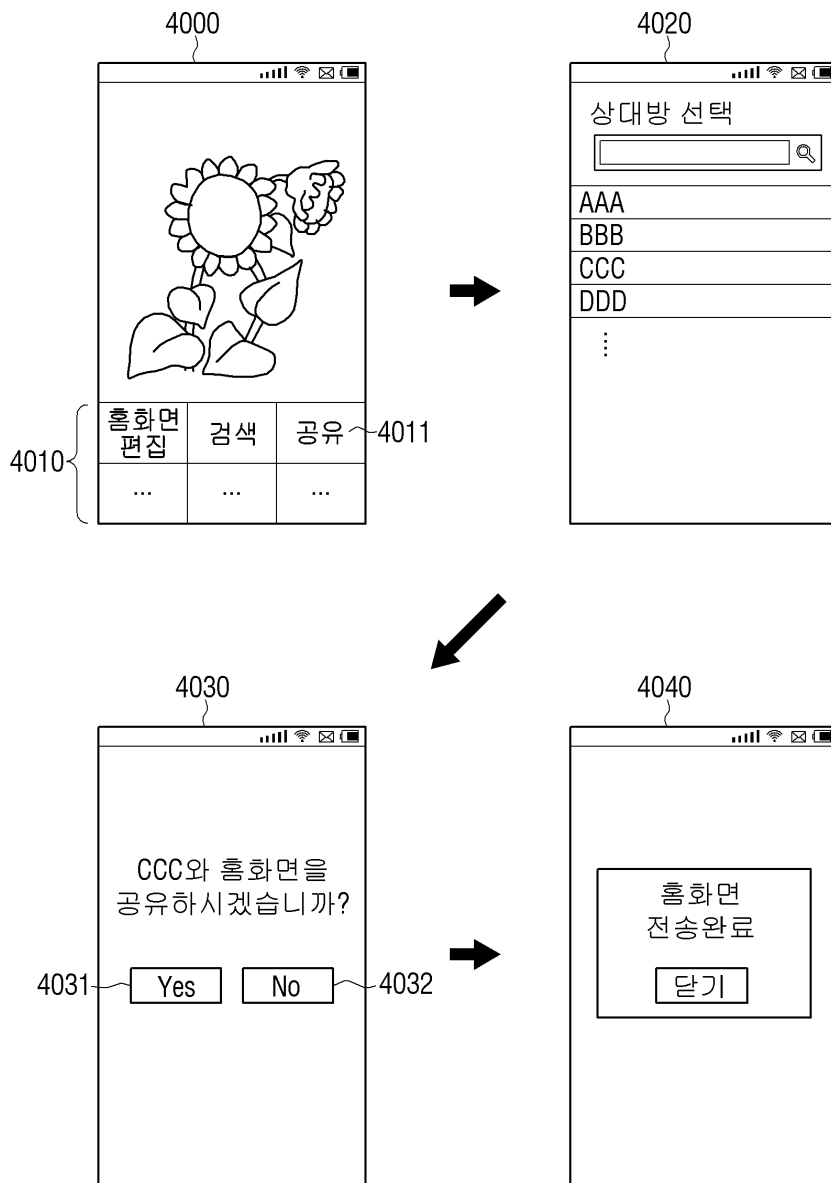 4000
4020
상대방 선택
AAA
BBB
CCC
DDD
홈화면
편집
검색
공유
4011
4010
...
...
...
4030
4040
CCC와 홈화면을
공유하시겠습니까?
4031
Yes
No
4032
홈화면
전송완료
닫기